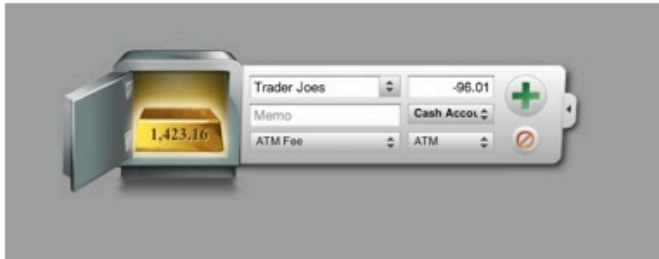 1,423.16
Trader Joes -96.01
Memo Cash Accou
ATM Fee ATM